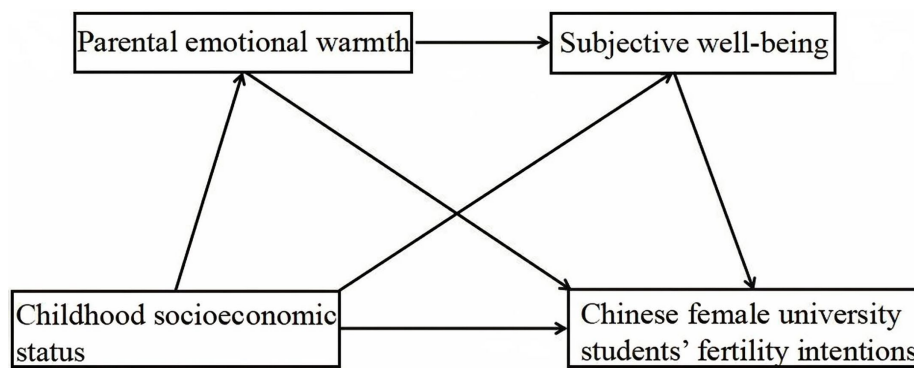 Parental emotional warmth
Subjective well-being
Childhood socioeconomic
status
Chinese female university
students’ fertility intentions